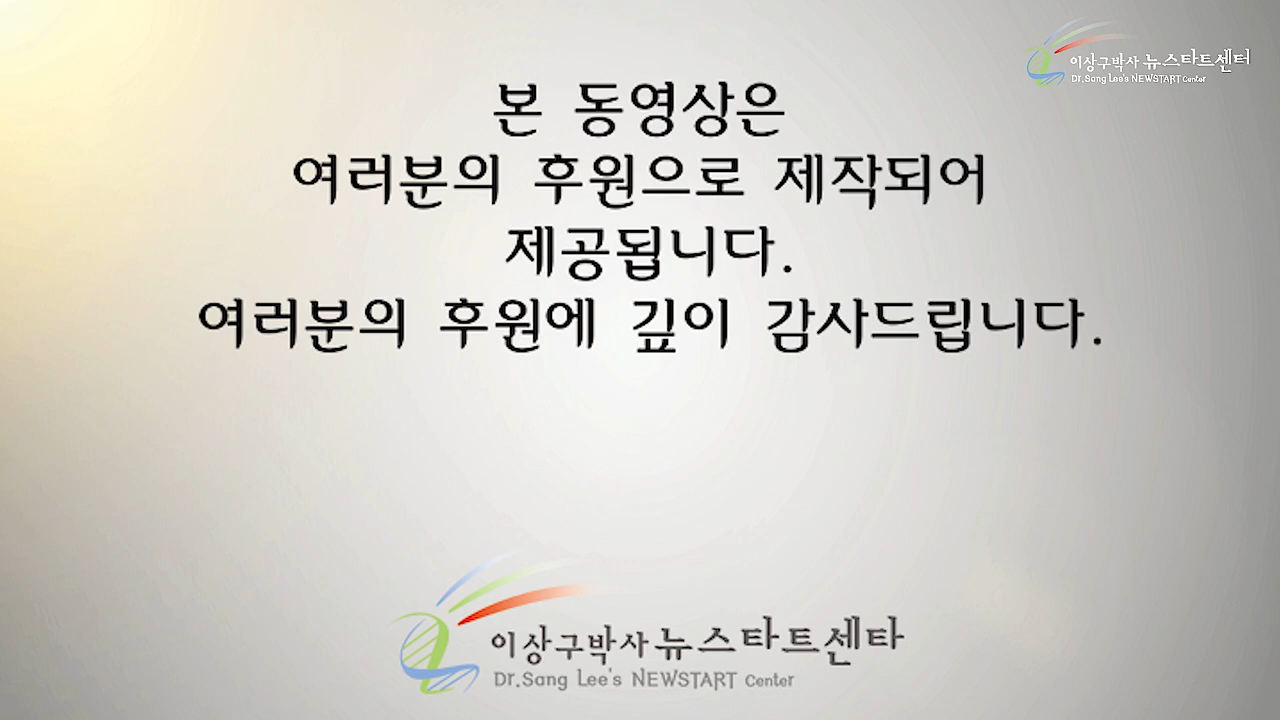 이상구박사 뉴스타트센터
Dr.Sang Lee's NEWSTART Center
본 동영상은
여러분의 후원으로 제작되어
제공됩니다.
여러분의 후원에 깊이 감사드립니다.
이상구박사 뉴스타트센타
Dr.Sang Lee's NEWSTART Center